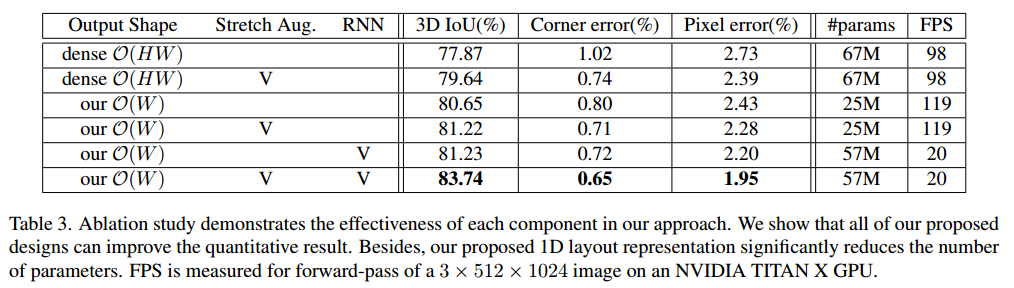 Output Shape Stretch Aug. RNN 3D IoU(%) Corner error(%) Pixel error(%) #params FPS
dense O(HW) 77.87 1.02 2.73 67M 98
dense O(HW) V 79.64 0.74 2.39 67M 98
our O(W) 80.65 0.80 2.43 25M 119
our O(W) V 81.22 0.71 2.28 25M 119
our O(W) V 81.23 0.72 2.20 57M 20
our O(W) V V 83.74 0.65 1.95 57M 20
Table 3. Ablation study demonstrates the effectiveness of each component in our approach. We show that all of our proposed
designs can improve the quantitative result. Besides, our proposed 1D layout representation significantly reduces the number
of parameters. FPS is measured for forward-pass of a 3 × 512 × 1024 image on an NVIDIA TITAN X GPU.